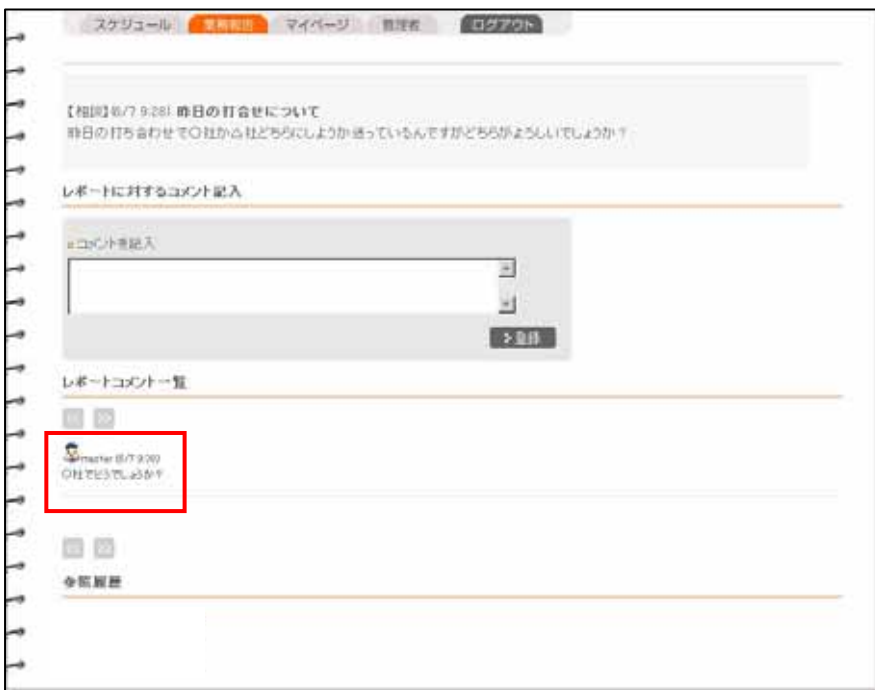 スケジュール 業務報告 マイページ 管理者 ログアウト
【相談】(6/7 9:28) 昨日の打合せについて
昨日の打ち合わせで〇社か△社どちらにしようか迷っているんですがどちらがよろしいでしょうか？
レポートに対するコメント記入
コメントを記入
登録
レポートコメント一覧
<< >>
master (6/7 9:39)
〇社でどうでしょうか？
<< >>
参照履歴